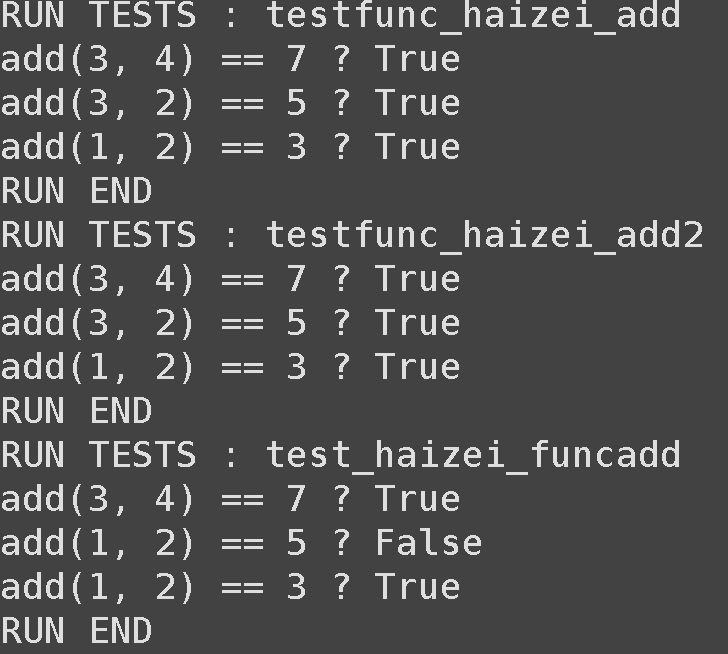 RUN TESTS : testfunc_haizei_add
add(3, 4) == 7 ? True
add(3, 2) == 5 ? True
add(1, 2) == 3 ? True
RUN END
RUN TESTS : testfunc_haizei_add2
add(3, 4) == 7 ? True
add(3, 2) == 5 ? True
add(1, 2) == 3 ? True
RUN END
RUN TESTS : test_haizei_funcadd
add(3, 4) == 7 ? True
add(1, 2) == 5 ? False
add(1, 2) == 3 ? True
RUN END